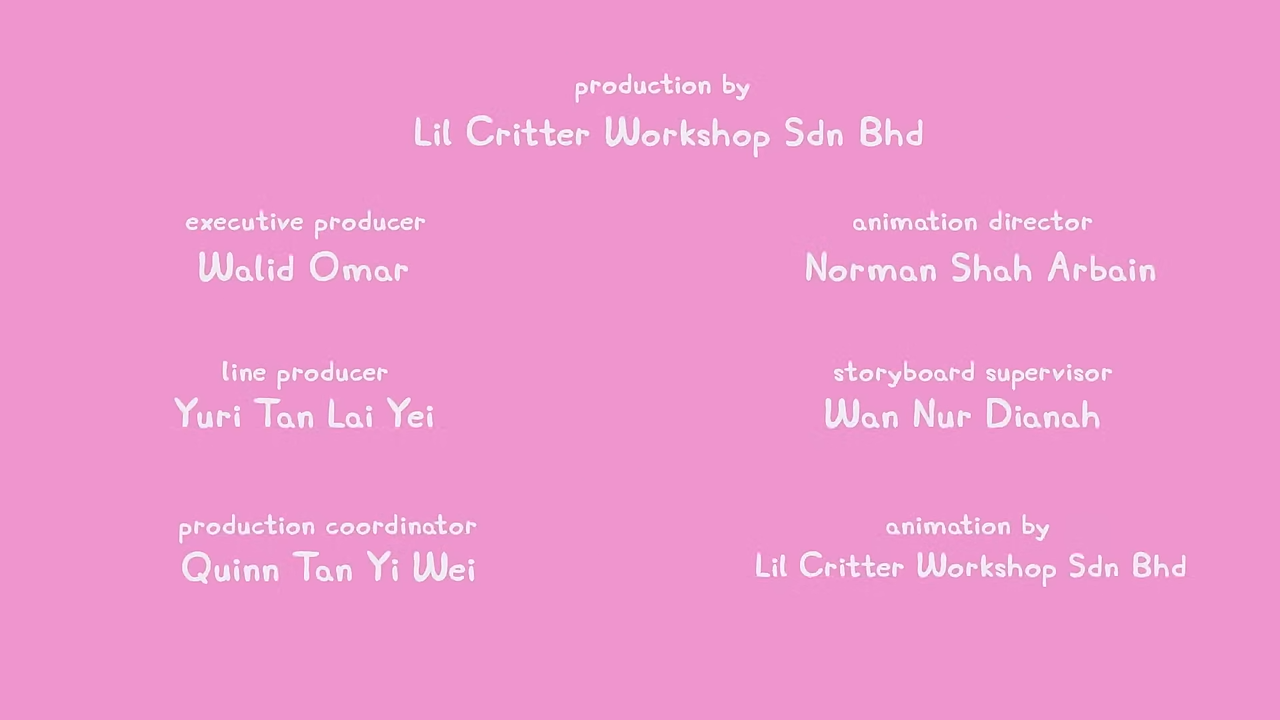 production by
Lil Critter Workshop Sdn Bhd
executive producer
Walid Omar
animation director
Norman Shah Arbain
line producer
Yuri Tan Lai Yei
storyboard supervisor
Wan Nur Dianah
production coordinator
Quinn Tan Yi Wei
animation by
Lil Critter Workshop Sdn Bhd